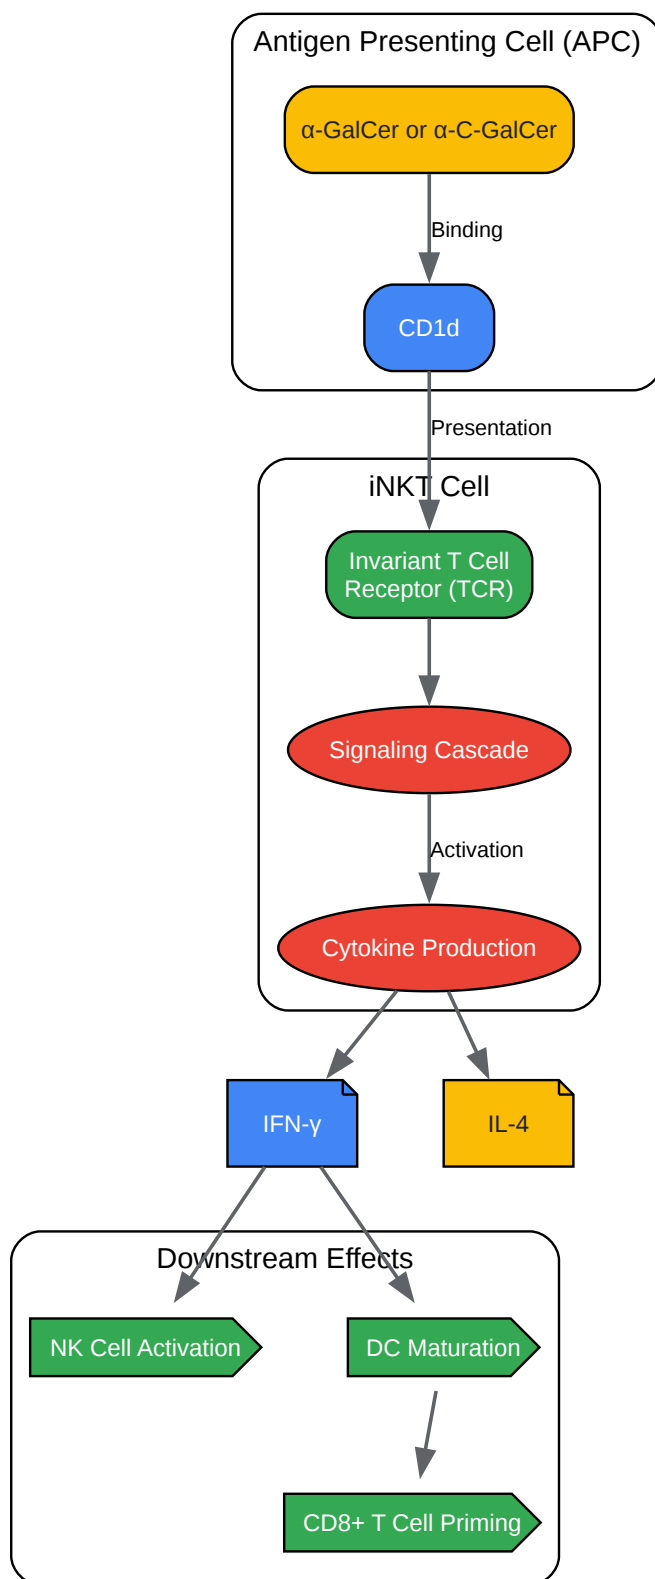 Antigen Presenting Cell (APC)
α-GalCer or α-C-GalCer
Binding
CD1d
Presentation
iNKT Cell
Invariant T Cell
Receptor (TCR)
Signaling Cascade
Activation
Cytokine Production
IFN-γ
IL-4
Downstream Effects
NK Cell Activation
DC Maturation
CD8+ T Cell Priming